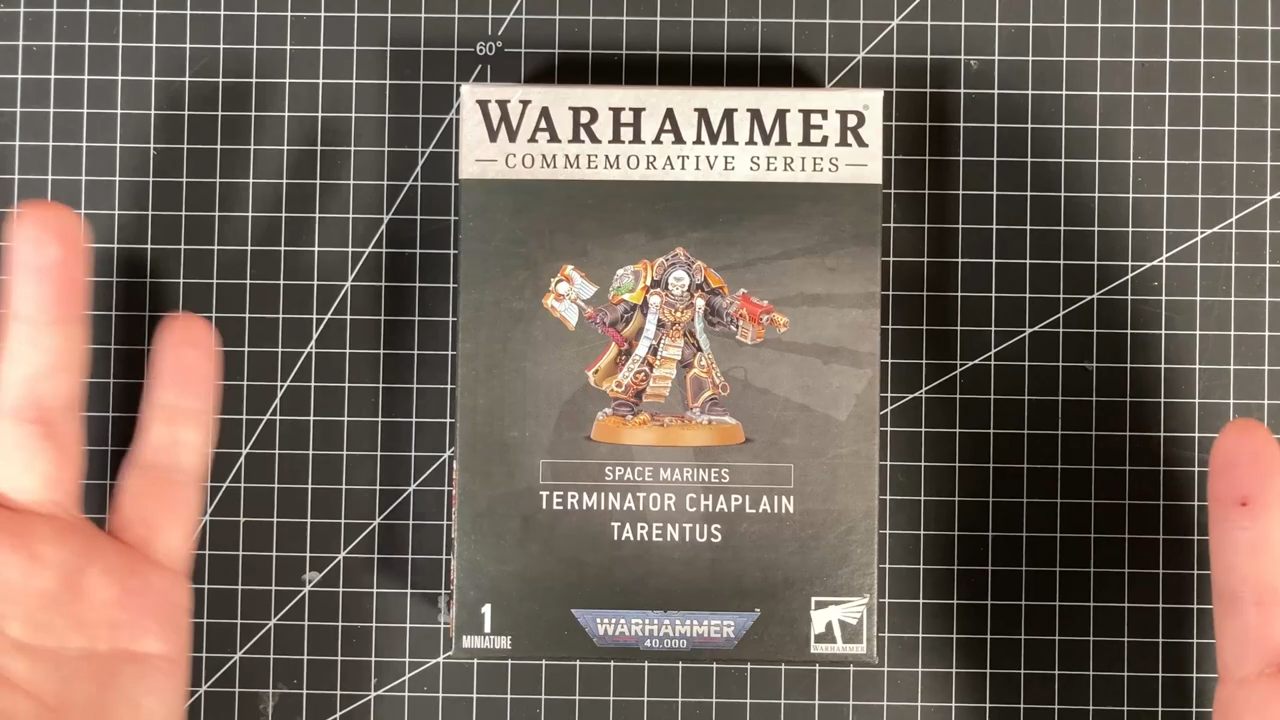 60°
WARHAMMER®
— COMMEMORATIVE SERIES —
SPACE MARINES
TERMINATOR CHAPLAIN
TARENTUS
1
MINIATURE
WARHAMMER
40,000
WARHAMMER